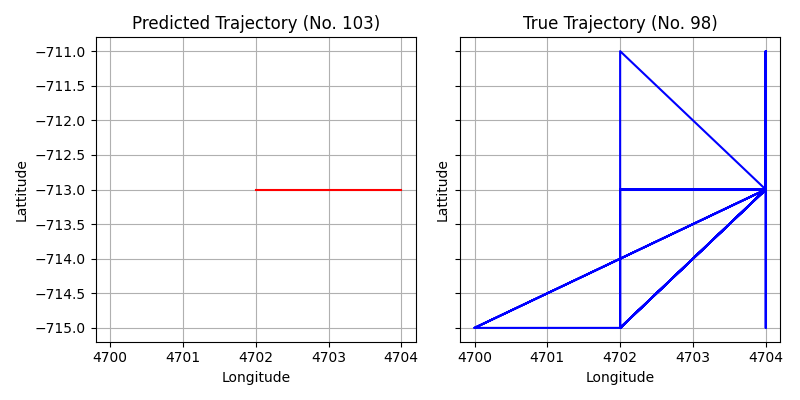 Predicted Trajectory (No. 103)
True Trajectory (No. 98)
Lattitude
−711.0
−711.5
−712.0
−712.5
−713.0
−713.5
−714.0
−714.5
−715.0
4700 4701 4702 4703 4704
Longitude
Lattitude
4700 4701 4702 4703 4704
Longitude